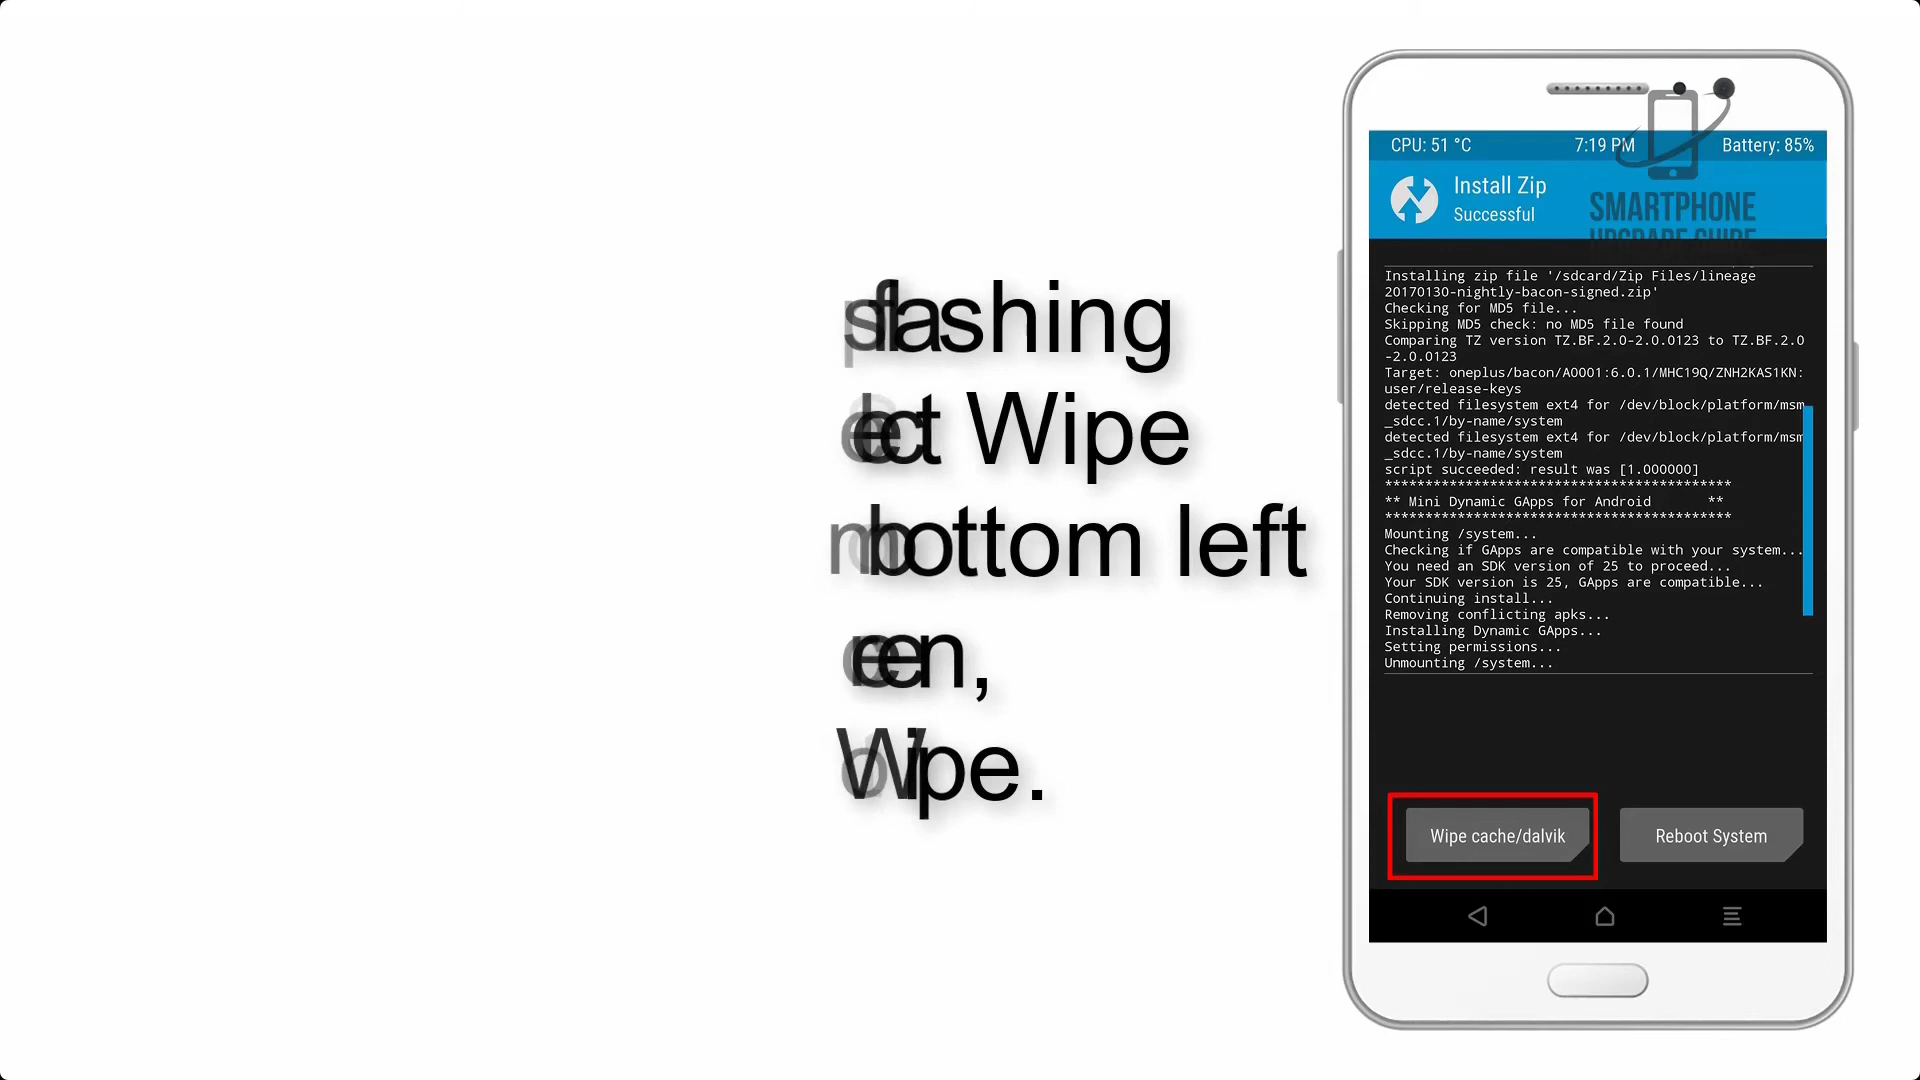 flashing
Wipe
bottom left
Wipe.
CPU: 51 °C
7:19 PM
Battery: 85%
Install Zip
Successful
SMARTPHONE
UPGRADE GUIDE
Installing zip file '/sdcard/Zip Files/lineage
20170130-nightly-bacon-signed.zip'
Checking for MD5 file...
Skipping MD5 check: no MD5 file found
Comparing TZ version TZ.BF.2.0-2.0.0123 to TZ.BF.2.0
-2.0.0123
Target: oneplus/bacon/A0001:6.0.1/MHC19Q/ZNH2KAS1KN:
user/release-keys
detected filesystem ext4 for /dev/block/platform/msm
_sdcc.1/by-name/system
detected filesystem ext4 for /dev/block/platform/msm
_sdcc.1/by-name/system
script succeeded: result was [1.000000]
*******************************************
** Mini Dynamic GApps for Android       **
*******************************************
Mounting /system...
Checking if GApps are compatible with your system...
You need an SDK version of 25 to proceed...
Your SDK version is 25, GApps are compatible...
Continuing install...
Removing conflicting apks...
Installing Dynamic GApps...
Setting permissions...
Unmounting /system...
Wipe cache/dalvik
Reboot System